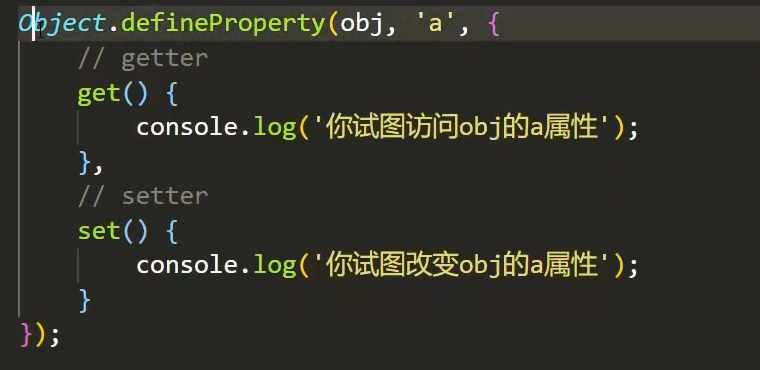 Object.defineProperty(obj, 'a', {
    // getter
    get() {
        console.log('你试图访问obj的a属性');
    },
    // setter
    set() {
        console.log('你试图改变obj的a属性');
    }
});